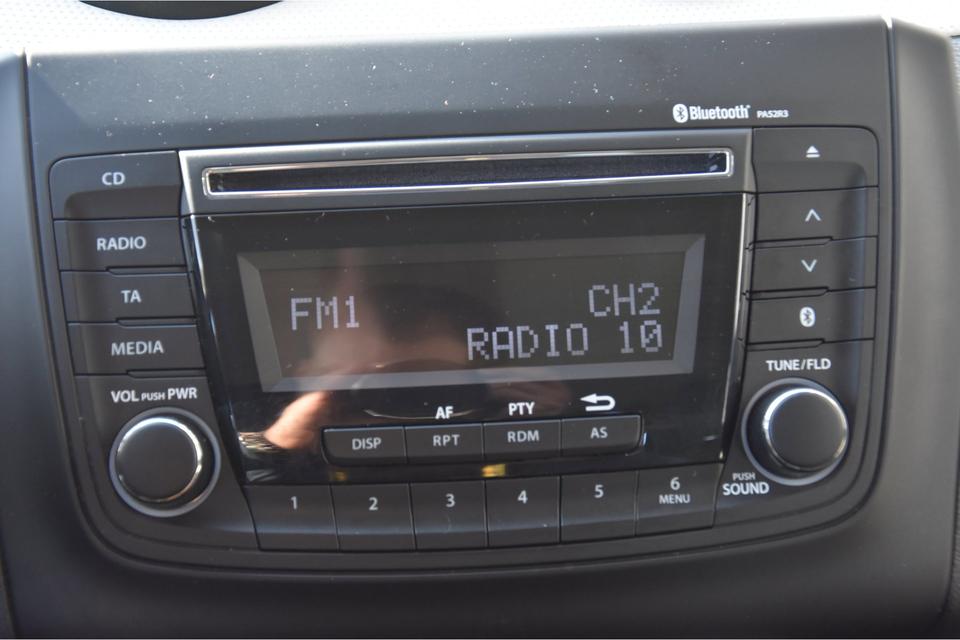 Bluetooth® PA52R3
CD
RADIO
TA
MEDIA
VOL PUSH PWR
FM1
CH2
RADIO 10
AF
PTY
DISP
RPT
RDM
AS
1
2
3
4
5
6
MENU
TUNE/FLD
PUSH
SOUND